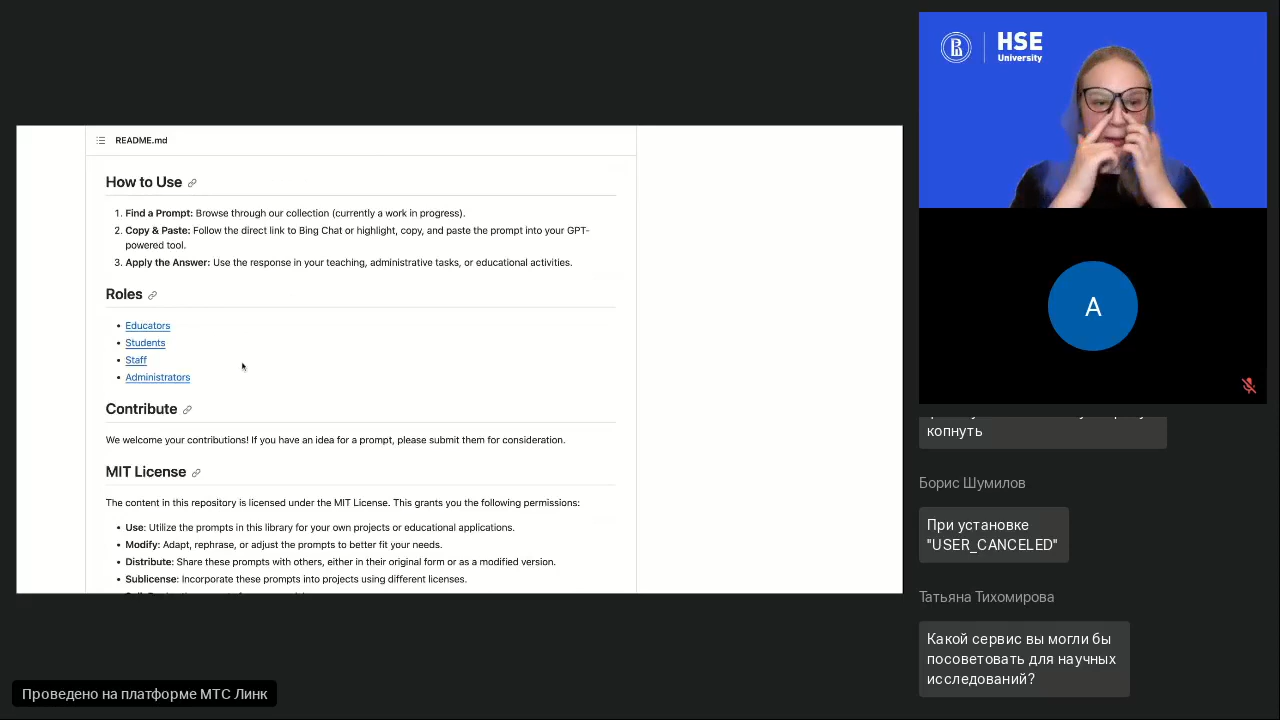 README.md
How to Use
1. Find a Prompt: Browse through our collection (currently a work in progress).
2. Copy & Paste: Follow the direct link to Bing Chat or highlight, copy, and paste the prompt into your GPT-
powered tool.
3. Apply the Answer: Use the response in your teaching, administrative tasks, or educational activities.
Roles
• Educators
• Students
• Staff
• Administrators
Contribute
We welcome your contributions! If you have an idea for a prompt, please submit them for consideration.
MIT License
The content in this repository is licensed under the MIT License. This grants you the following permissions:
• Use: Utilize the prompts in this library for your own projects or educational applications.
• Modify: Adapt, rephrase, or adjust the prompts to better fit your needs.
• Distribute: Share these prompts with others, either in their original form or as a modified version.
• Sublicense: Incorporate these prompts into projects using different licenses.
HSE
University
A
копнуть
Борис Шумилов
При установке
"USER_CANCELED"
Татьяна Тихомирова
Какой сервис вы могли бы
посоветовать для научных
исследований?
Проведено на платформе МТС Линк